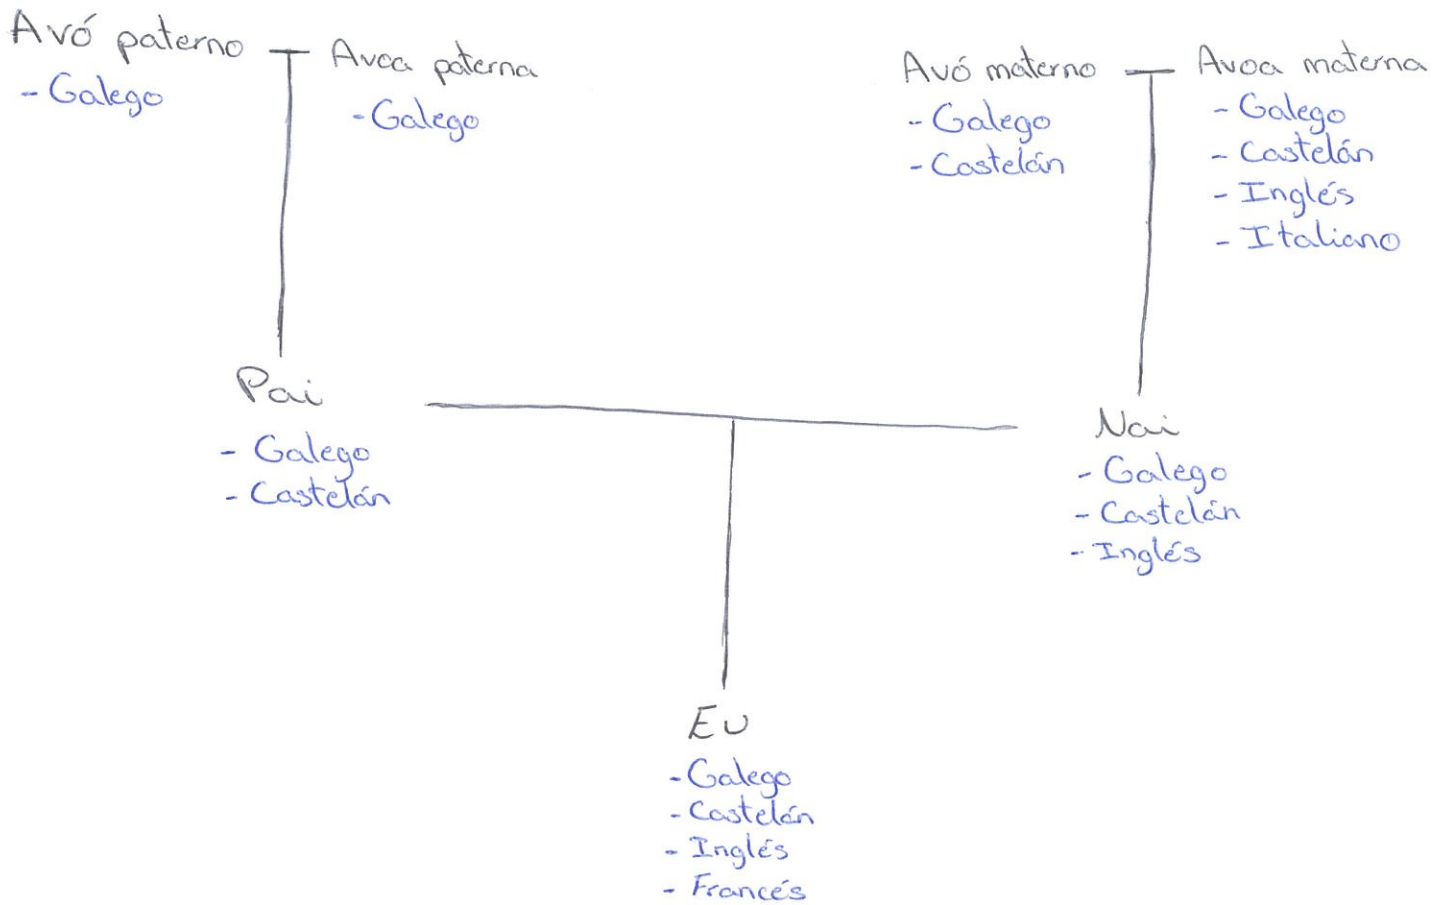 Avó paterno
- Galego
Avoa paterna
- Galego
Avó materno
- Galego
- Castelán
Avoa materna
- Galego
- Castelán
- Inglés
- Italiano
Pai
- Galego
- Castelán
Nai
- Galego
- Castelán
- Inglés
Eu
- Galego
- Castelán
- Inglés
- Francés